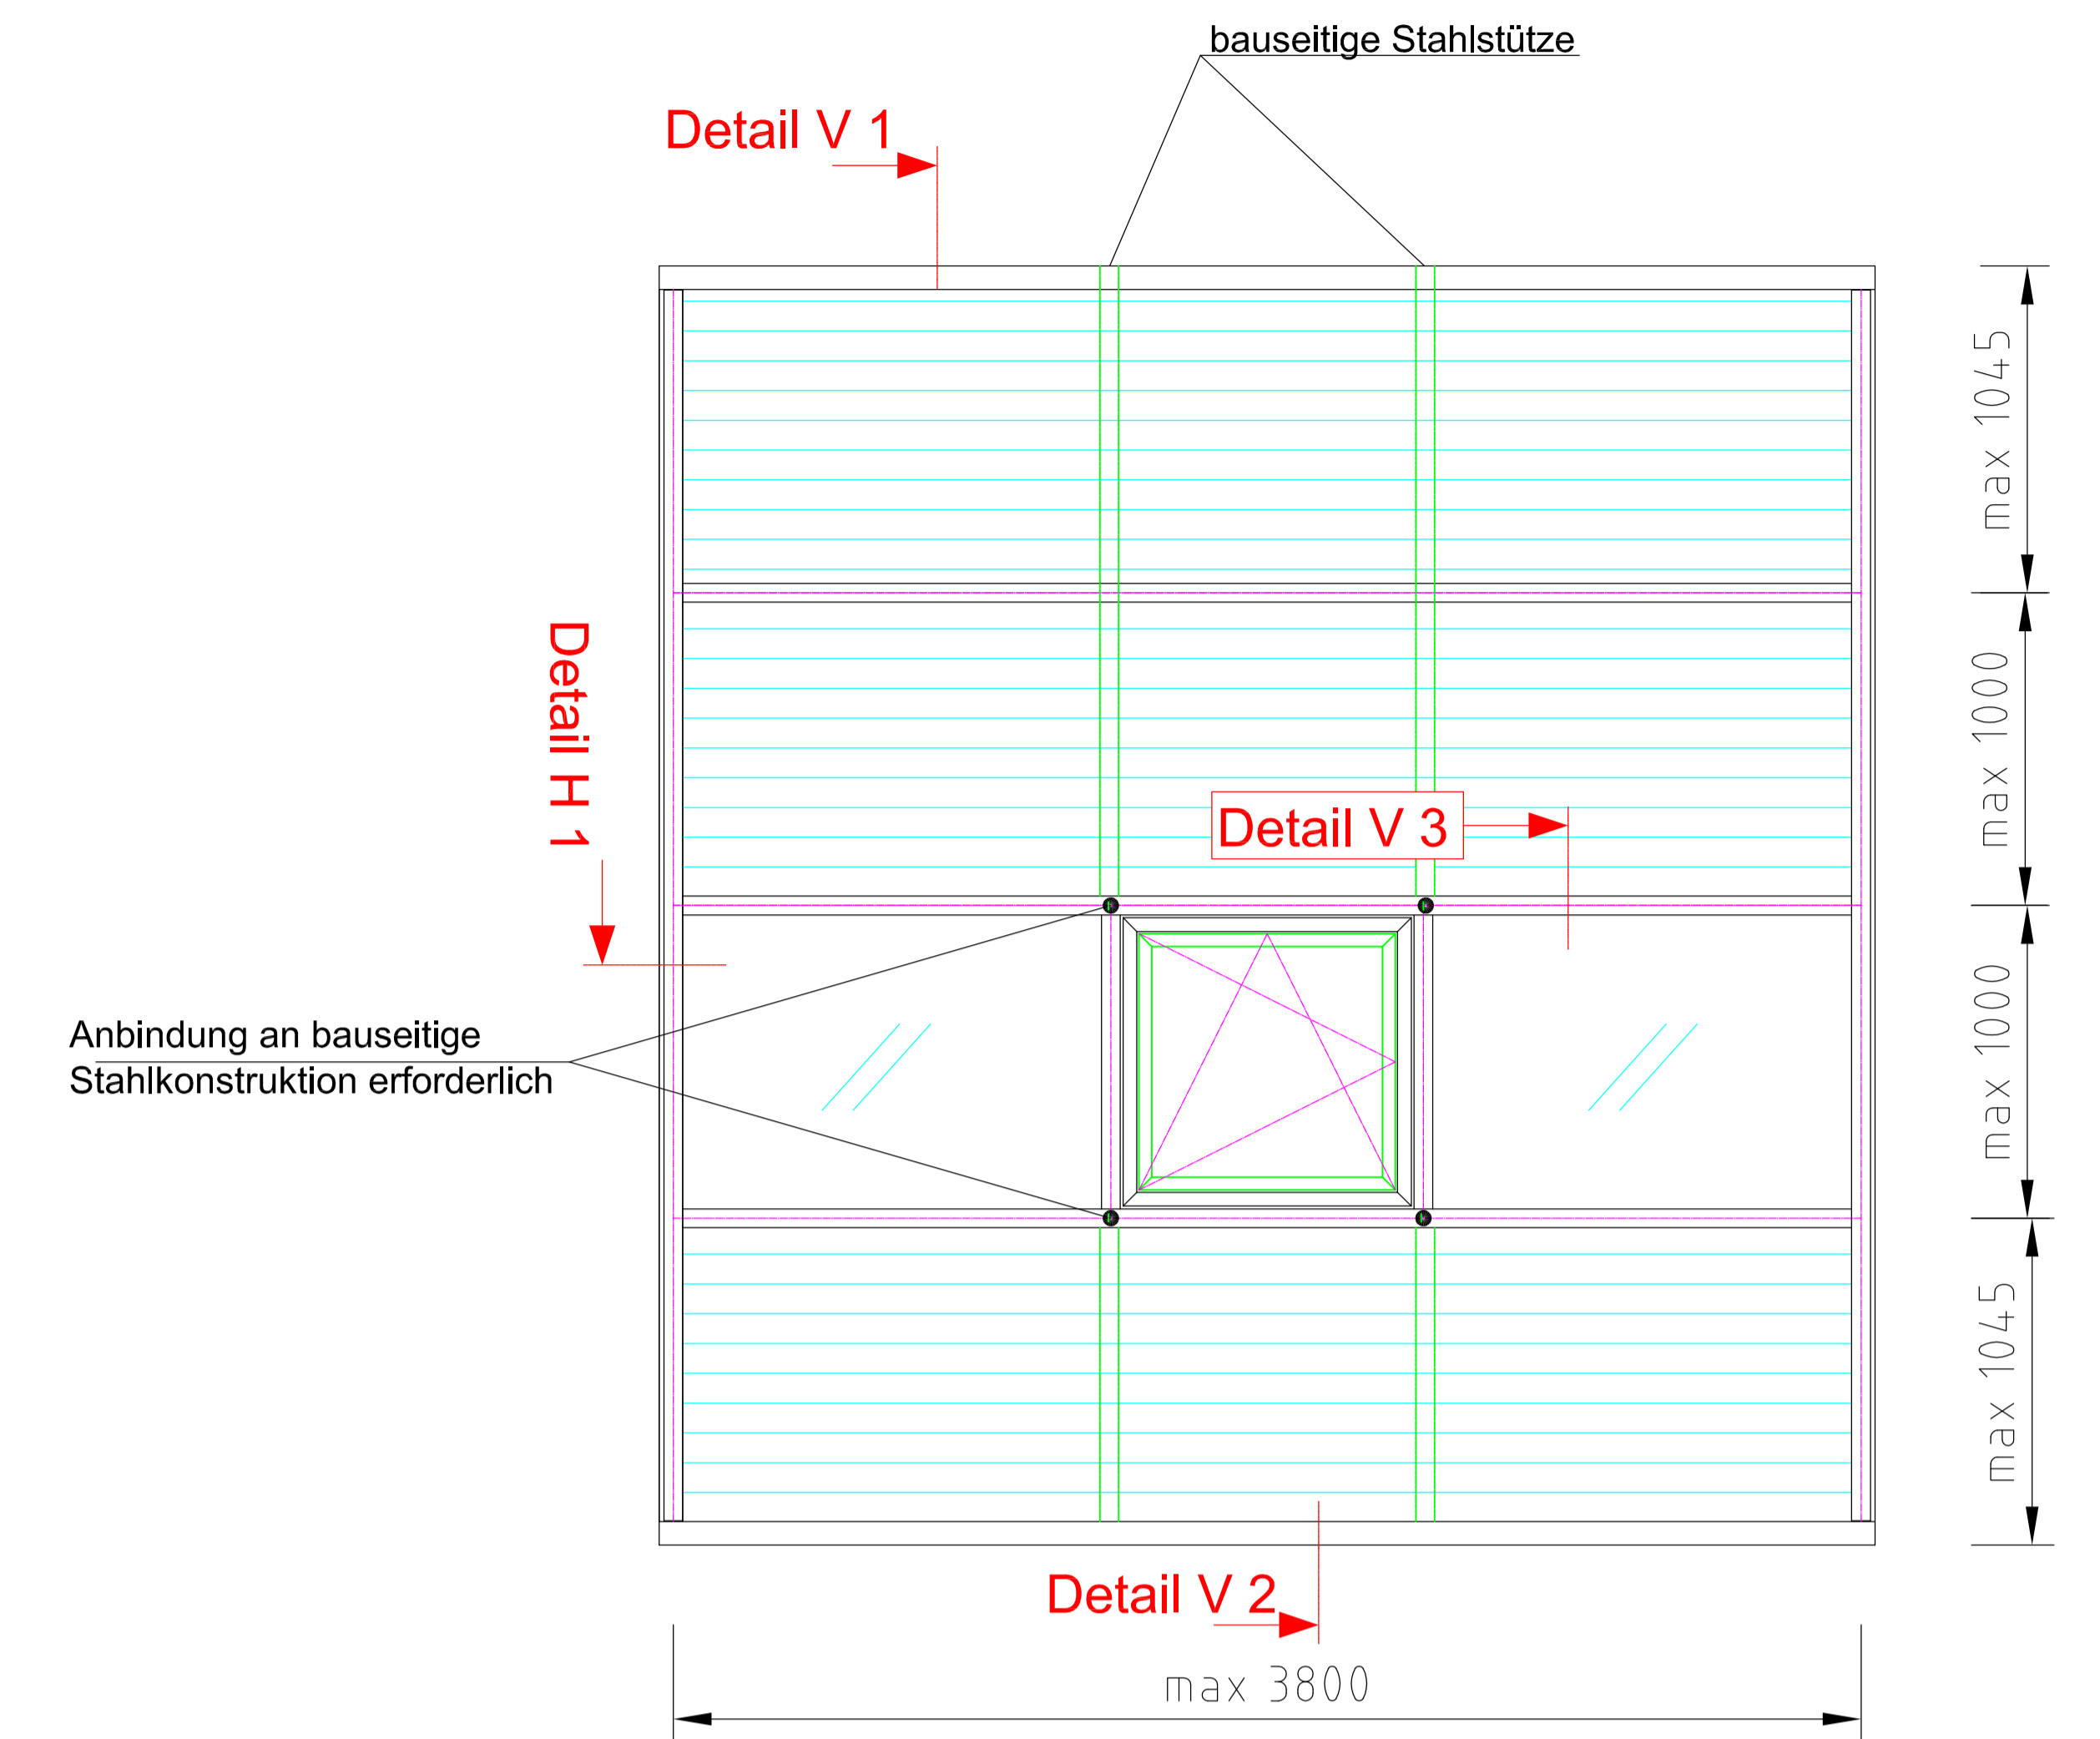 bauseitige Stahlstütze
Detail V 1
max 1045
Detail H 1
max 1000
Detail V 3
Anbindung an bauseitige
Stahlkonstruktion erforderlich
max 1000
max 1045
Detail V 2
max 3800